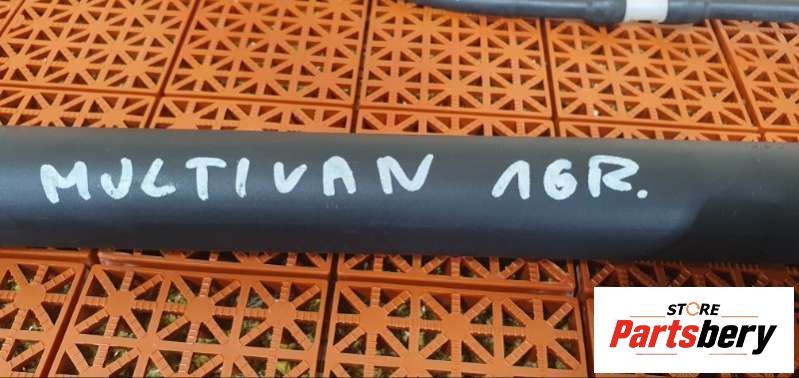 MULTIVAN 16R.
STORE
Partsbery